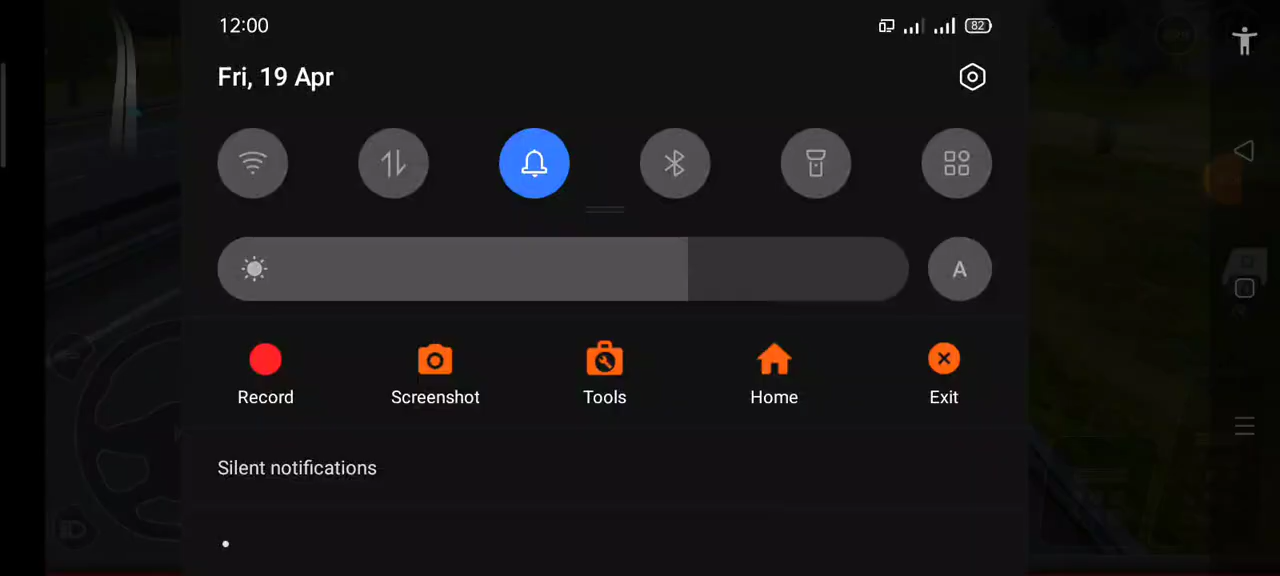 12:00
82
Fri, 19 Apr
A
Record
Screenshot
Tools
Home
Exit
Silent notifications